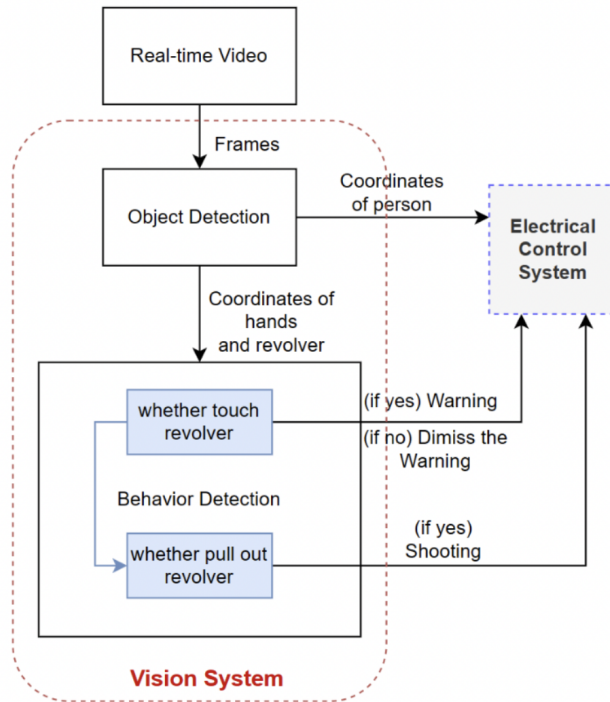 Real-time Video
Frames
Object Detection
Coordinates
of person
Electrical
Control
System
Coordinates of
hands
and revolver
whether touch
revolver
(if yes) Warning
(if no) Dimiss the
Warning
Behavior Detection
whether pull out
revolver
(if yes)
Shooting
Vision System